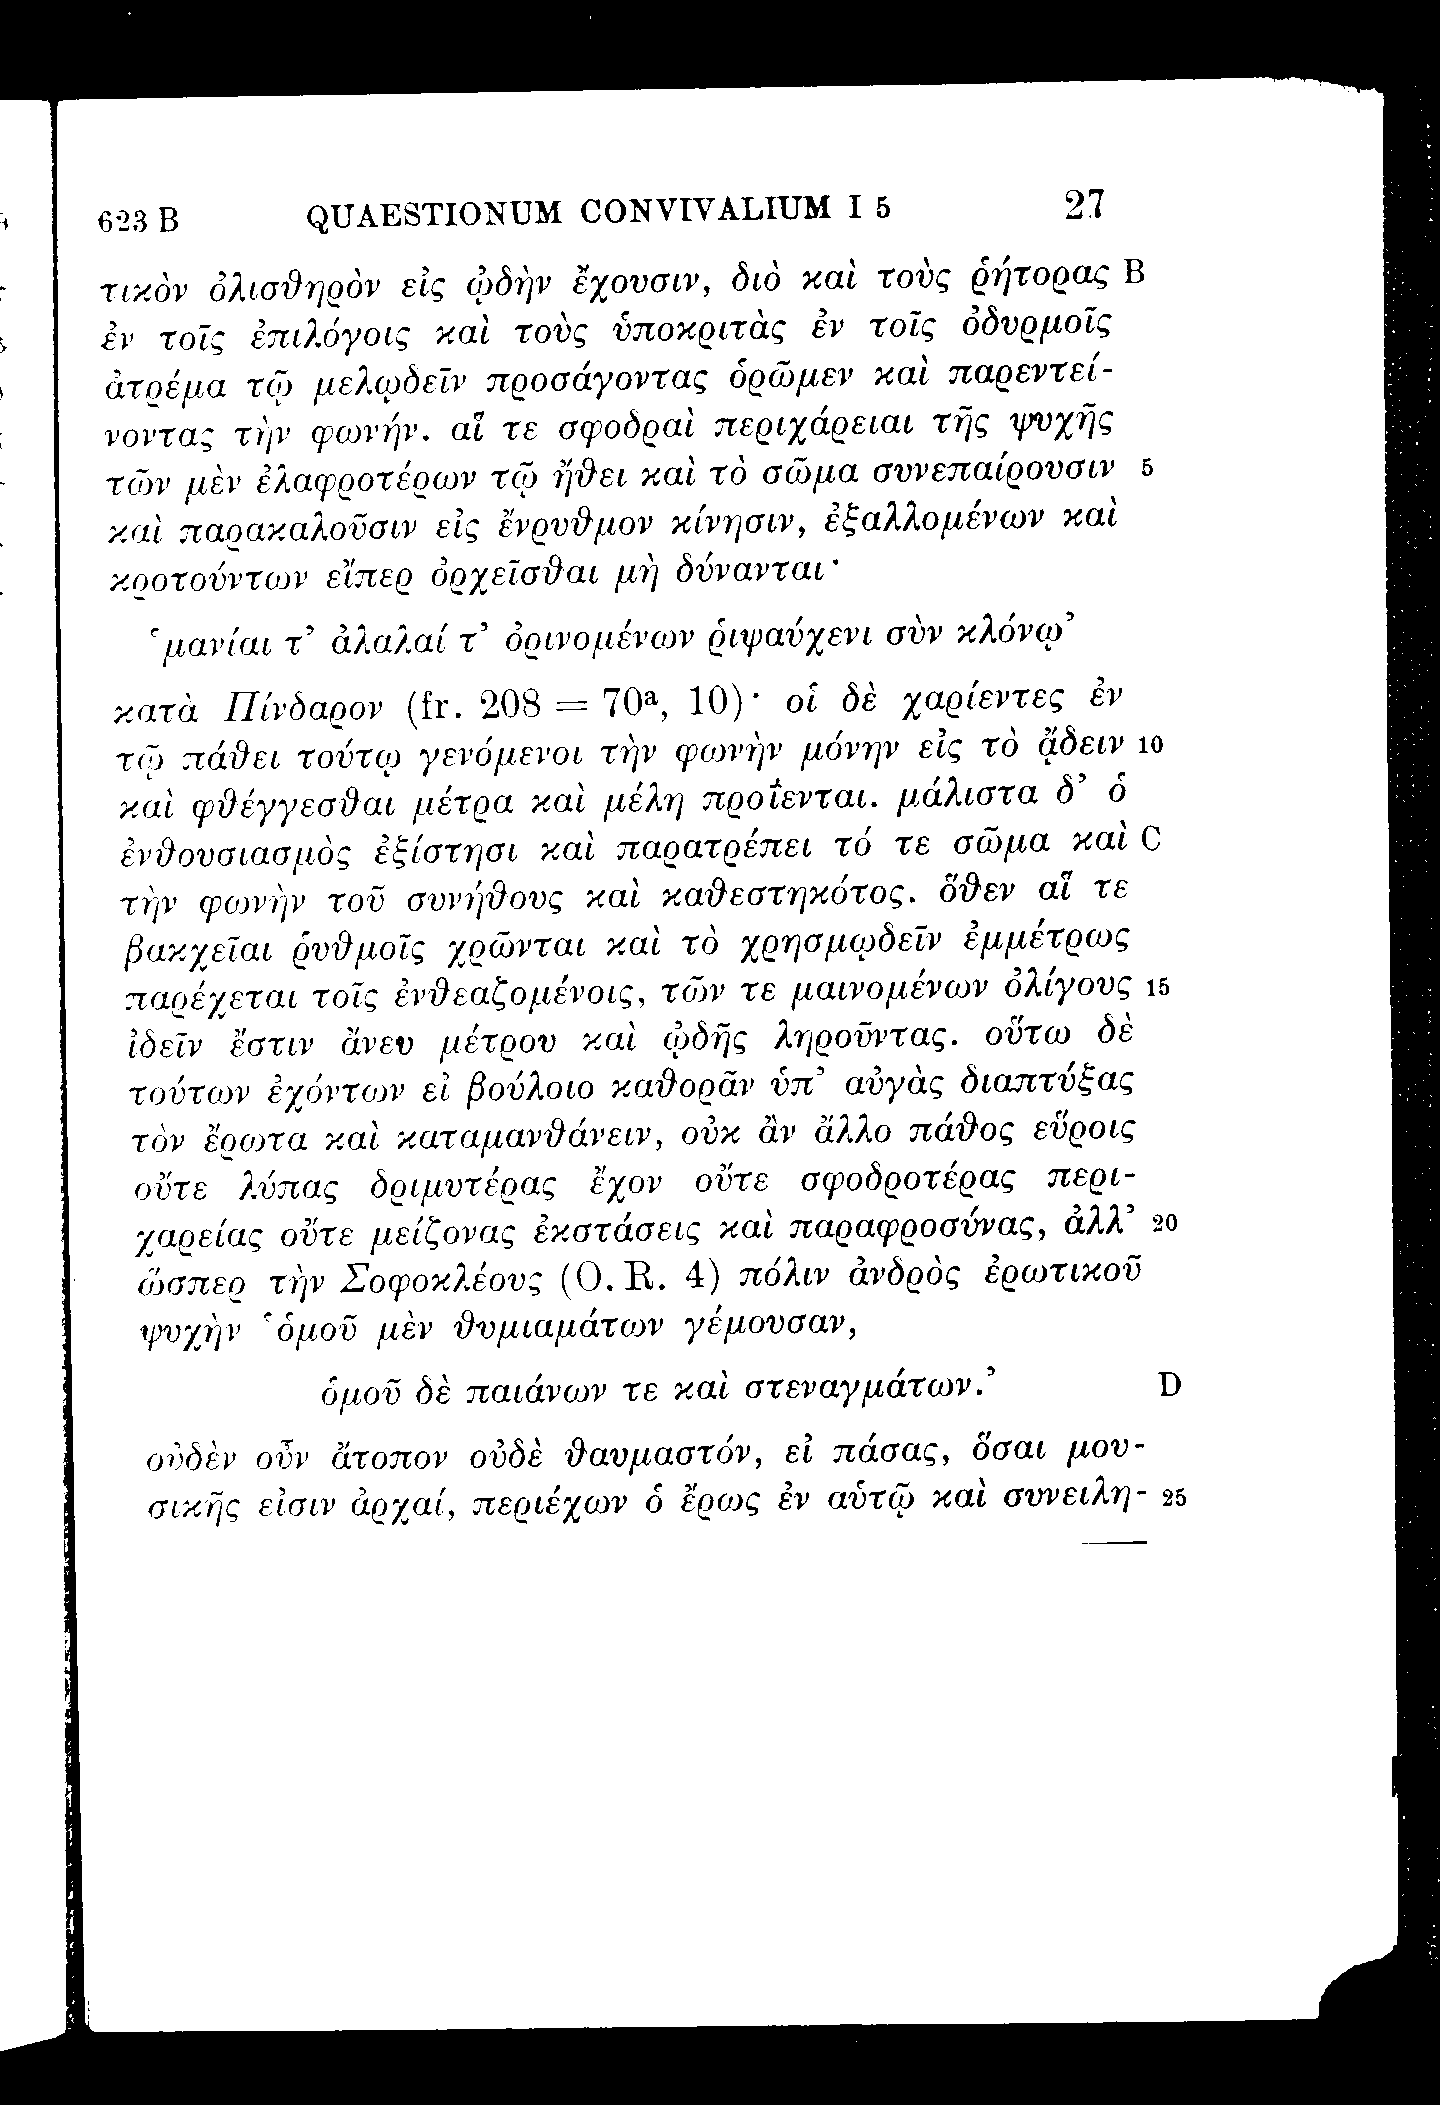 623 B QUAESTIONUM CONVIVALIUM I 5 27
τικὸν ὀλισθηρὸν εἰς ᾠδὴν ἔχουσιν, διὸ καὶ τοὺς ῥήτορας B
ἐν τοῖς ἐπιλόγοις καὶ τοὺς ὑποκριτὰς ἐν τοῖς ὀδυρμοῖς
ἀτρέμα τῷ μελῳδεῖν προσάγοντας ὁρῶμεν καὶ παρεντεί-
νοντας τὴν φωνήν. αἵ τε σφοδραὶ περιχάρειαι τῆς ψυχῆς
τῶν μὲν ἐλαφροτέρων τῷ ἤθει καὶ τὸ σῶμα συνεπαίρουσιν 5
καὶ παρακαλοῦσιν εἰς ἔνρυθμον κίνησιν, ἐξαλλομένων καὶ
κροτούντων εἴπερ ὀρχεῖσθαι μὴ δύνανται·
‘μανίαι τ’ ἀλαλαί τ’ ὀρινομένων ῥιψαύχενι σὺν κλόνῳ’
κατὰ Πίνδαρον (fr. 208 = 70ᵃ, 10)· οἱ δὲ χαρίεντες ἐν
τῷ πάθει τούτῳ γενόμενοι τὴν φωνὴν μόνην εἰς τὸ ᾄδειν 10
καὶ φθέγγεσθαι μέτρα καὶ μέλη προΐενται. μάλιστα δ’ ὁ
ἐνθουσιασμὸς ἐξίστησι καὶ παρατρέπει τό τε σῶμα καὶ C
τὴν φωνὴν τοῦ συνήθους καὶ καθεστηκότος. ὅθεν αἵ τε
βακχεῖαι ῥυθμοῖς χρῶνται καὶ τὸ χρησμῳδεῖν ἐμμέτρως
παρέχεται τοῖς ἐνθεαζομένοις, τῶν τε μαινομένων ὀλίγους 15
ἰδεῖν ἔστιν ἄνευ μέτρου καὶ ᾠδῆς ληροῦντας. οὕτω δὲ
τούτων ἐχόντων εἰ βούλοιο καθορᾶν ὑπ’ αὐγὰς διαπτύξας
τὸν ἔρωτα καὶ καταμανθάνειν, οὐκ ἂν ἄλλο πάθος εὕροις
οὔτε λύπας δριμυτέρας ἔχον οὔτε σφοδροτέρας περι-
χαρείας οὔτε μείζονας ἐκστάσεις καὶ παραφροσύνας, ἀλλ’ 20
ὥσπερ τὴν Σοφοκλέους (O. R. 4) πόλιν ἀνδρὸς ἐρωτικοῦ
ψυχὴν ‘ὁμοῦ μὲν θυμιαμάτων γέμουσαν,
ὁμοῦ δὲ παιάνων τε καὶ στεναγμάτων.’ D
οὐδὲν οὖν ἄτοπον οὐδὲ θαυμαστόν, εἰ πάσας, ὅσαι μου-
σικῆς εἰσιν ἀρχαί, περιέχων ὁ ἔρως ἐν αὑτῷ καὶ συνειλη- 25